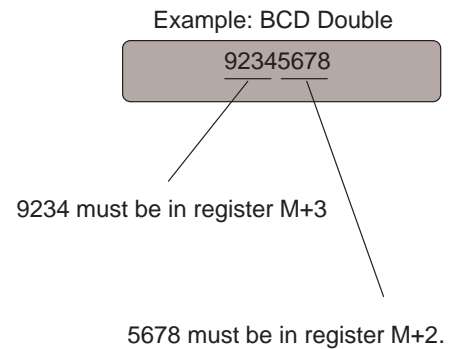 Example: BCD Double
92345678
9234 must be in register M+3
5678 must be in register M+2.